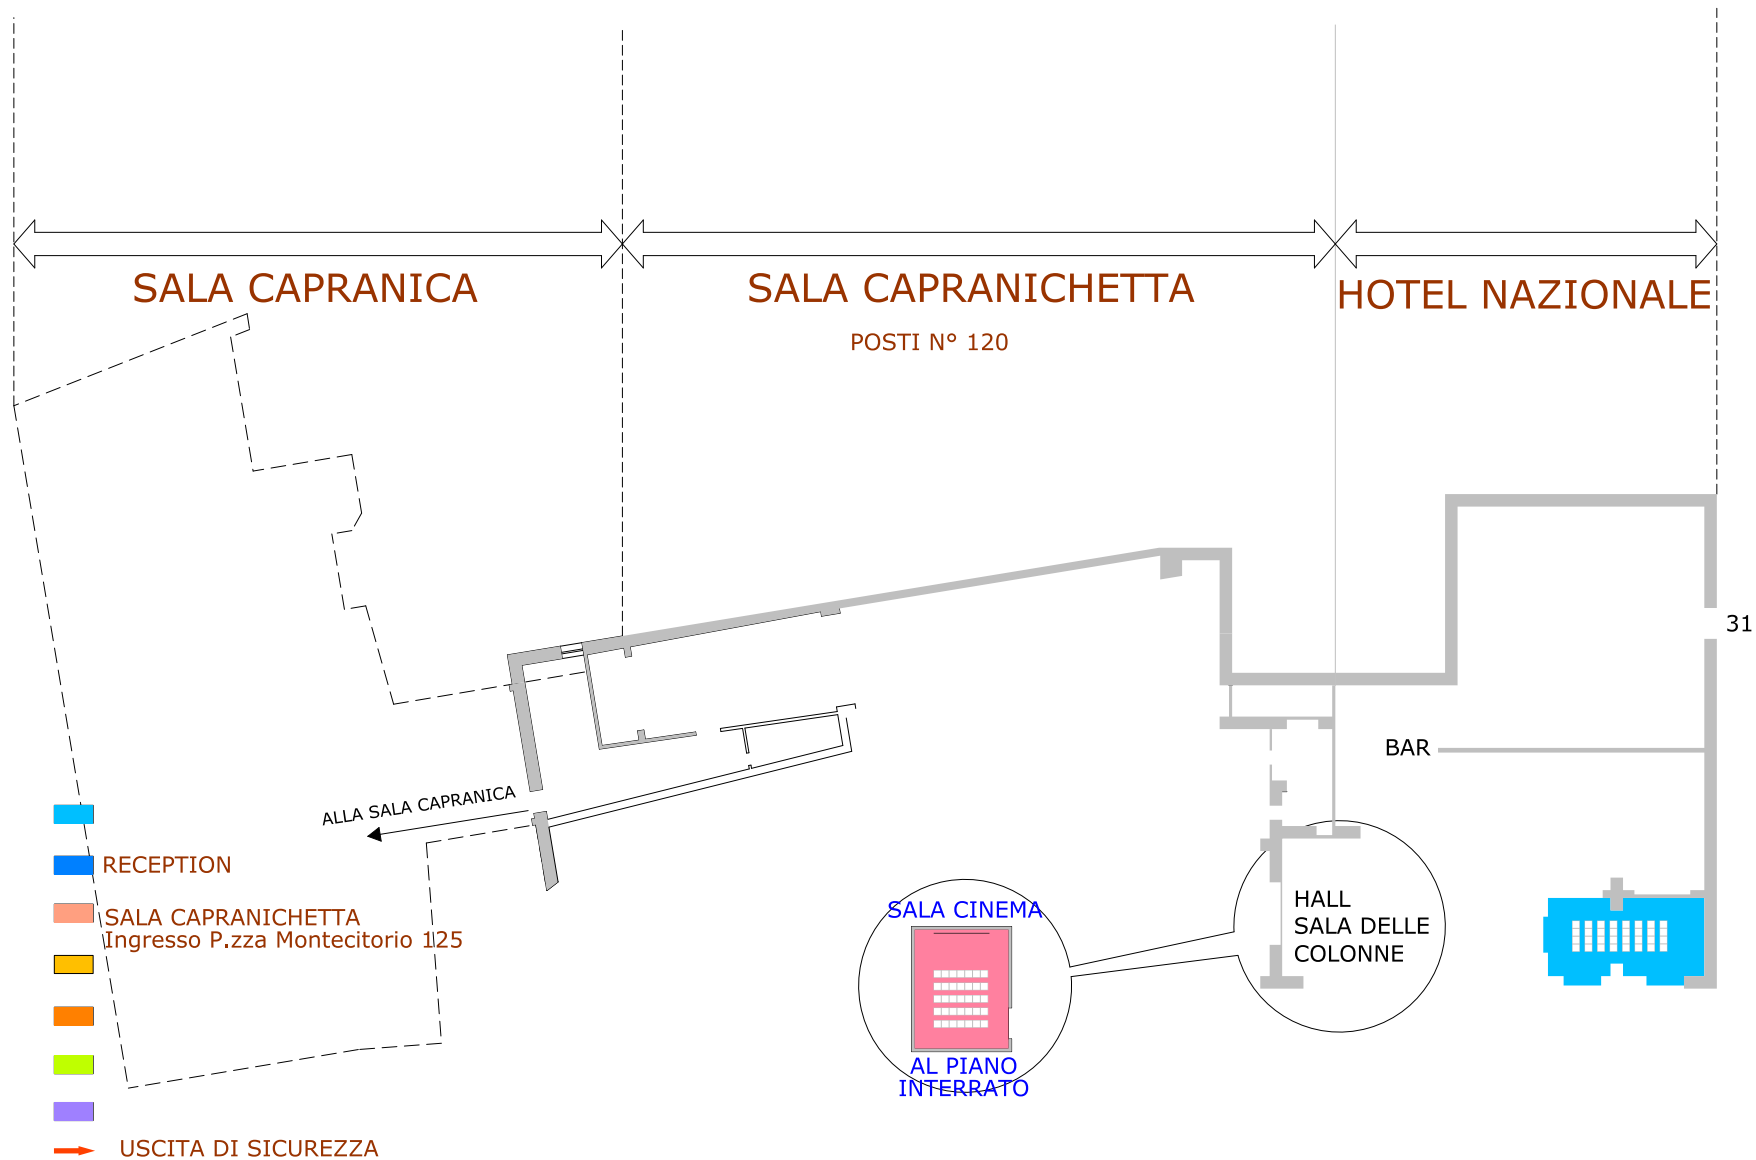 SALA CAPRANICA
SALA CAPRANICHETTA
HOTEL NAZIONALE
POSTI N° 120
31
BAR
ALLA SALA CAPRANICA
RECEPTION
SALA CAPRANICHETTA
Ingresso P.zza Montecitorio 125
SALA CINEMA
HALL
SALA DELLE
COLONNE
AL PIANO
INTERRATO
USCITA DI SICUREZZA